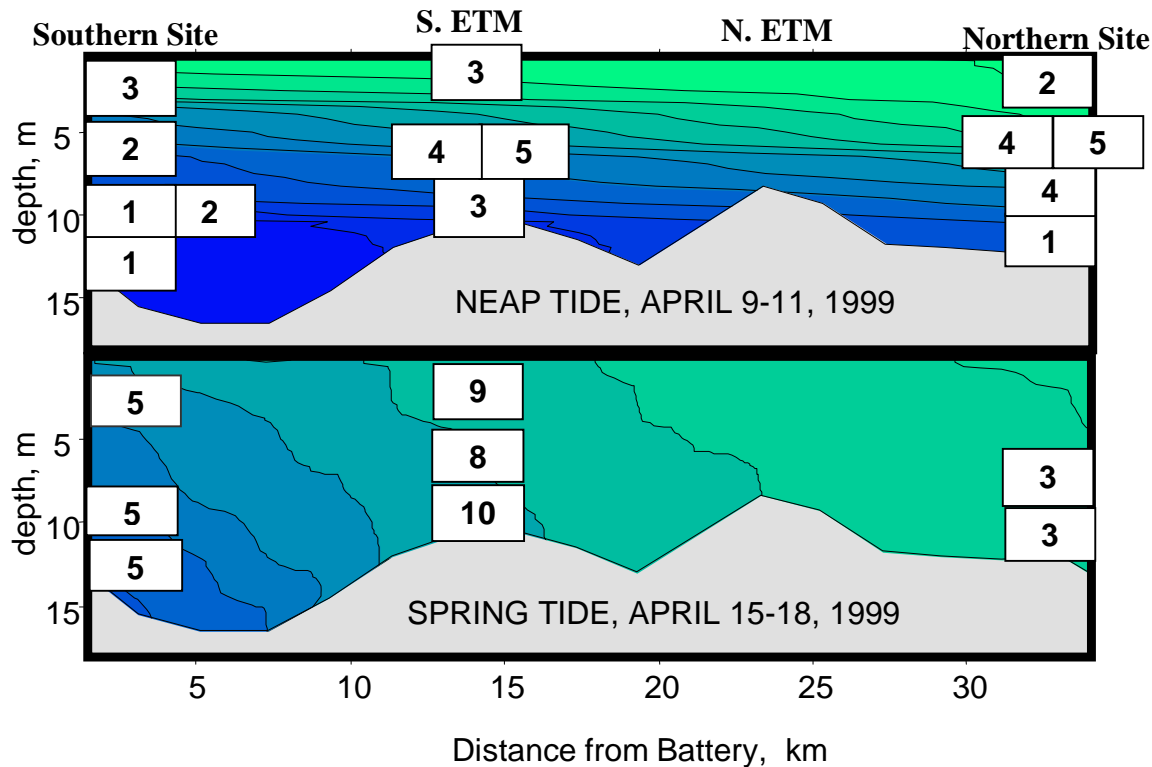 Southern Site S. ETM N. ETM Northern Site
3 3 2
5 2 4 5 4 5
10 1 2 3 4
1 1
15
depth, m
NEAP TIDE, APRIL 9-11, 1999
5 9
5 8 3
10 5 10 3
5
15
depth, m
SPRING TIDE, APRIL 15-18, 1999
5 10 15 20 25 30
Distance from Battery, km